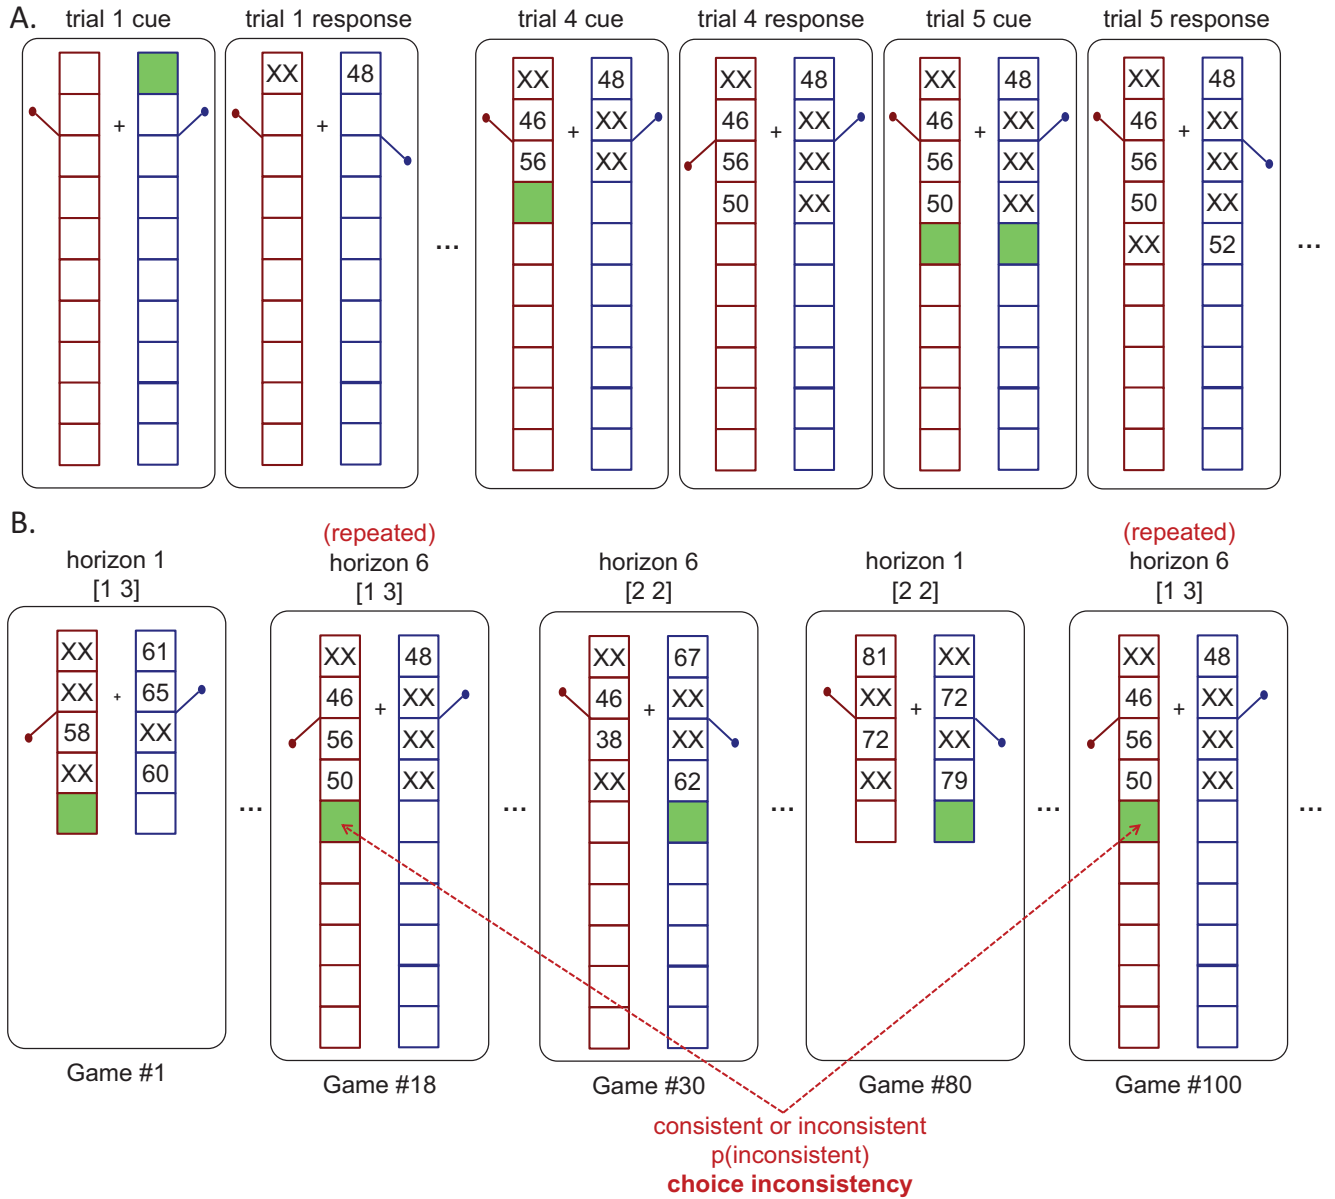 A.
trial 1 cue
trial 1 response
trial 4 cue
trial 4 response
trial 5 cue
trial 5 response
+
XX + 48
...
XX 48
46 + XX
56 XX
XX 48
46 + XX
56 XX
50 XX
XX 48
46 + XX
56 XX
50 XX
XX 48
46 + XX
56 XX
50 XX
XX 52
...
B.
horizon 1
[1 3]
XX 61
XX + 65
58 XX
XX 60
Game #1
...
(repeated)
horizon 6
[1 3]
XX 48
46 + XX
56 XX
50 XX
Game #18
...
horizon 6
[2 2]
XX 67
46 + XX
38 XX
XX 62
Game #30
...
horizon 1
[2 2]
81 XX
XX + 72
72 XX
XX 79
Game #80
...
(repeated)
horizon 6
[1 3]
XX 48
46 + XX
56 XX
50 XX
Game #100
...
consistent or inconsistent
p(inconsistent)
choice inconsistency